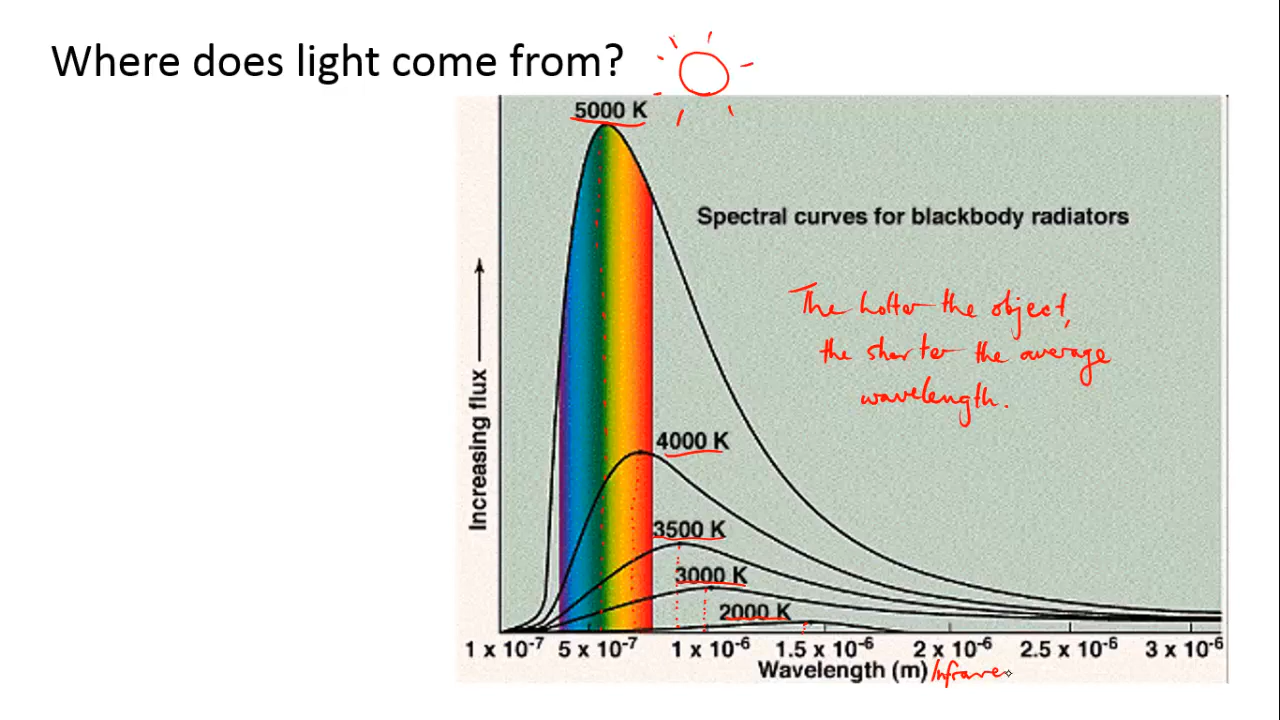 Where does light come from?
5000 K
Spectral curves for blackbody radiators
The hotter the object,
the shorter the average
wavelength.
Increasing flux
4000 K
3500 K
3000 K
2000 K
1 x 10⁻⁷ 5 x 10⁻⁷ 1 x 10⁻⁶ 1.5 x 10⁻⁶ 2 x 10⁻⁶ 2.5 x 10⁻⁶ 3 x 10⁻⁶
Wavelength (m) Infrare